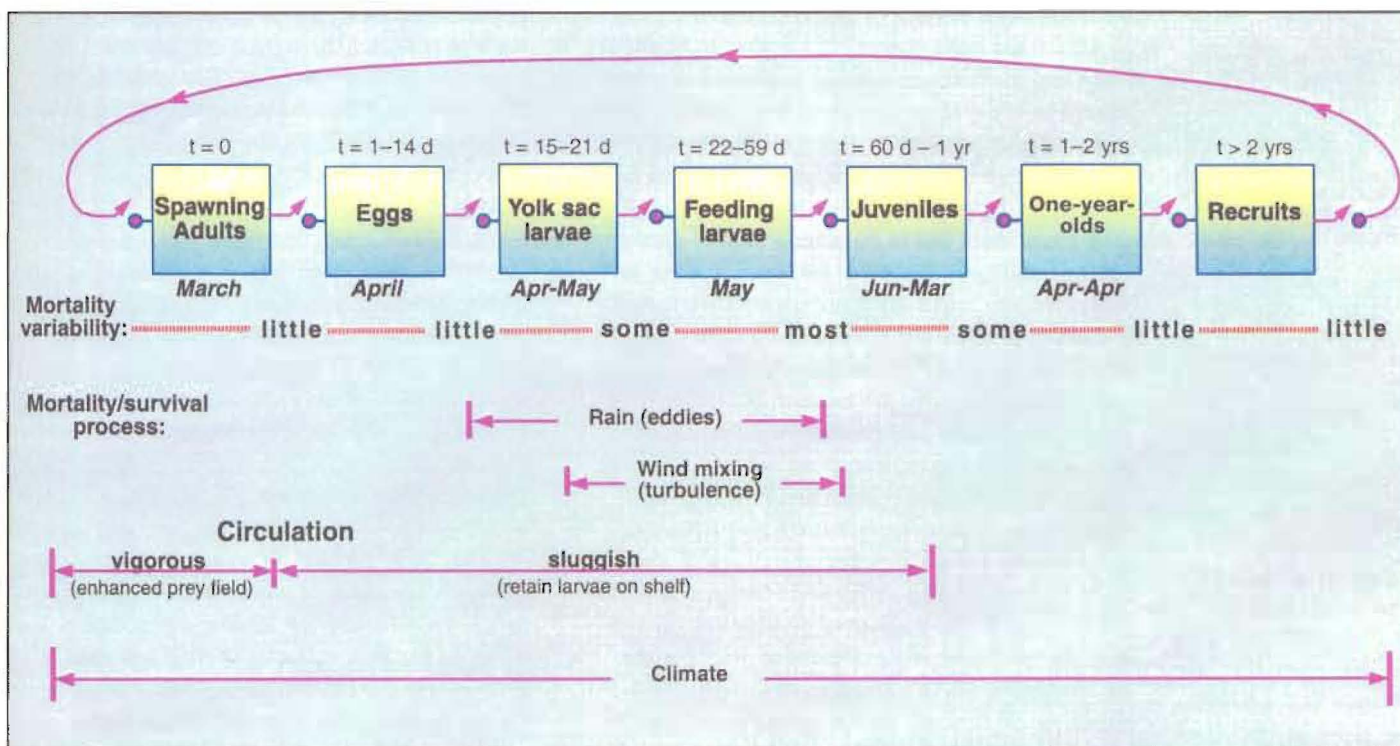 t = 0 t = 1–14 d t = 15–21 d t = 22–59 d t = 60 d – 1 yr t = 1–2 yrs t > 2 yrs
Spawning
Adults
Eggs
Yolk sac
larvae
Feeding
larvae
Juveniles
One-year-
olds
Recruits
March April Apr-May May Jun-Mar Apr-Apr
Mortality
variability: little little some most some little little
Mortality/survival
process:
Rain (eddies)
Wind mixing
(turbulence)
Circulation
vigorous
(enhanced prey field)
sluggish
(retain larvae on shelf)
Climate